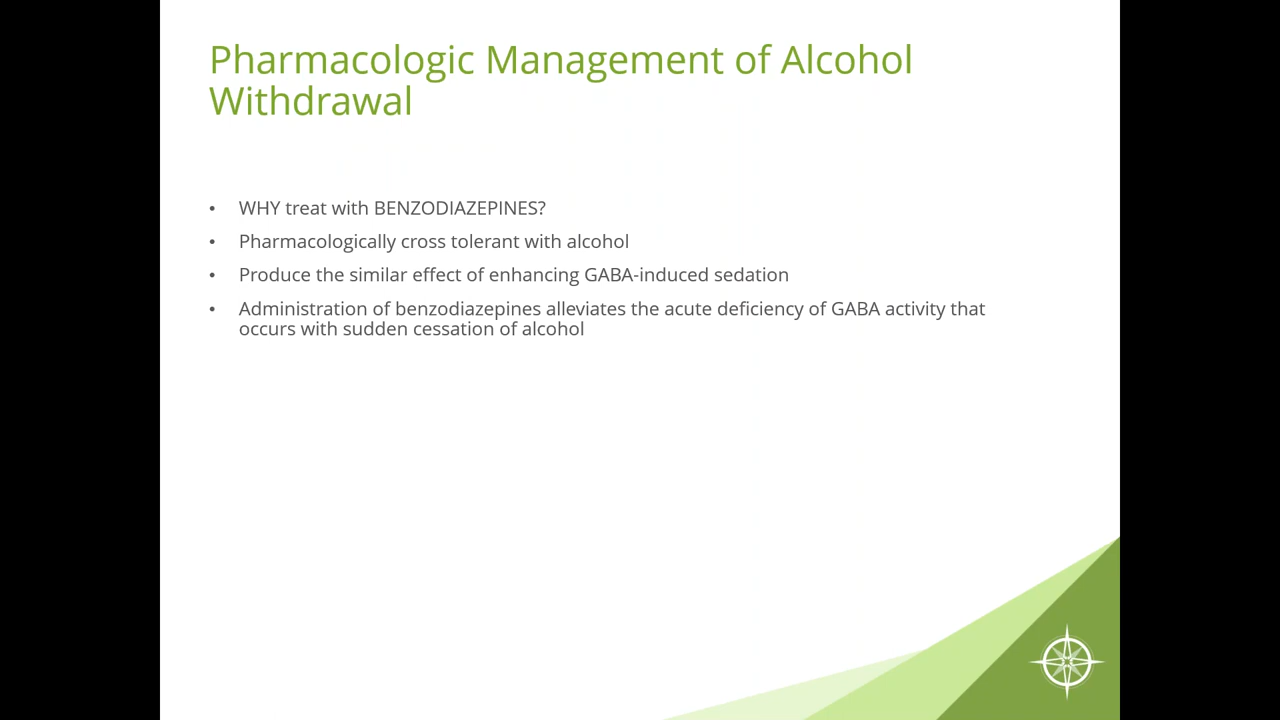 Pharmacologic Management of Alcohol
Withdrawal
• WHY treat with BENZODIAZEPINES?
• Pharmacologically cross tolerant with alcohol
• Produce the similar effect of enhancing GABA-induced sedation
• Administration of benzodiazepines alleviates the acute deficiency of GABA activity that
occurs with sudden cessation of alcohol